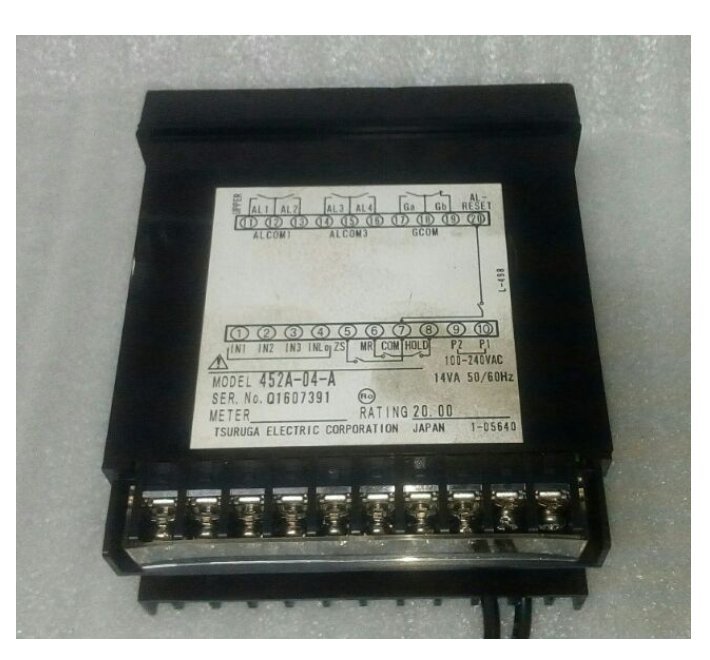 UPPER
AL1 AL2 AL3 AL4 Ga Gb AL-RESET
⑪ ⑫ ⑬ ⑭ ⑮ ⑯ ⑰ ⑱ ⑲ ⑳
ALCOM1 ALCOM3 GCOM
L-498
① ② ③ ④ ⑤ ⑥ ⑦ ⑧ ⑨ ⑩
IN1 IN2 IN3 INLo ZS MR COM HOLD P2 P1
100-240VAC
MODEL 452A-04-A 14VA 50/60Hz
SER. No. Q1607391 Ro
METER RATING 20.00
TSURUGA ELECTRIC CORPORATION JAPAN 1-05640